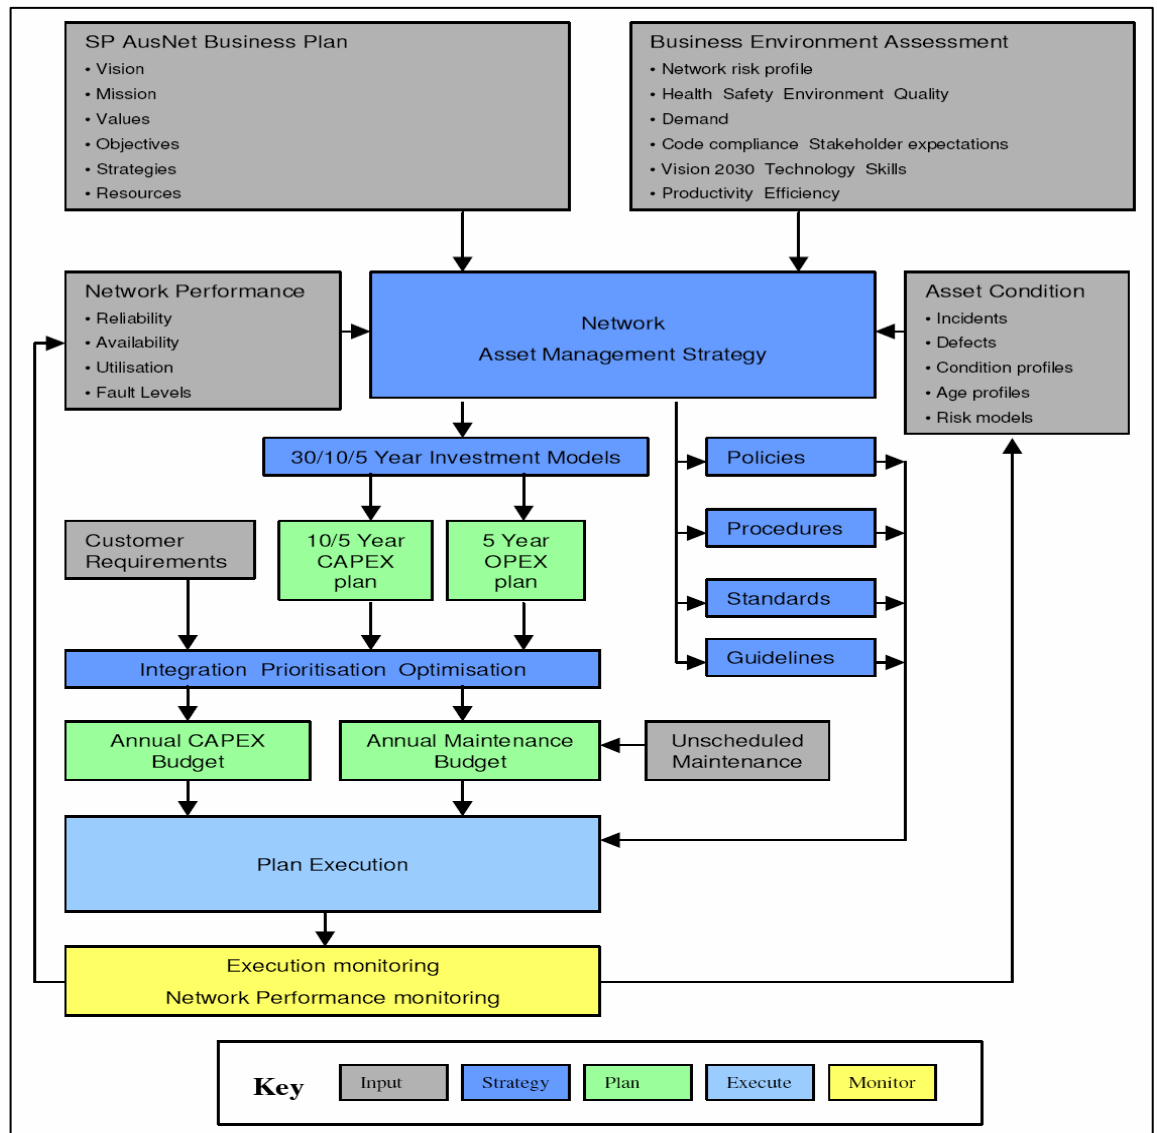 SP AusNet Business Plan
• Vision
• Mission
• Values
• Objectives
• Strategies
• Resources
Business Environment Assessment
• Network risk profile
• Health Safety Environment Quality
• Demand
• Code compliance Stakeholder expectations
• Vision 2030 Technology Skills
• Productivity Efficiency
Network Performance
• Reliability
• Availability
• Utilisation
• Fault Levels
Network
Asset Management Strategy
Asset Condition
• Incidents
• Defects
• Condition profiles
• Age profiles
• Risk models
30/10/5 Year Investment Models
Policies
Procedures
Standards
Guidelines
Customer
Requirements
10/5 Year
CAPEX
plan
5 Year
OPEX
plan
Integration Prioritisation Optimisation
Annual CAPEX
Budget
Annual Maintenance
Budget
Unscheduled
Maintenance
Plan Execution
Execution monitoring
Network Performance monitoring
Key
Input
Strategy
Plan
Execute
Monitor